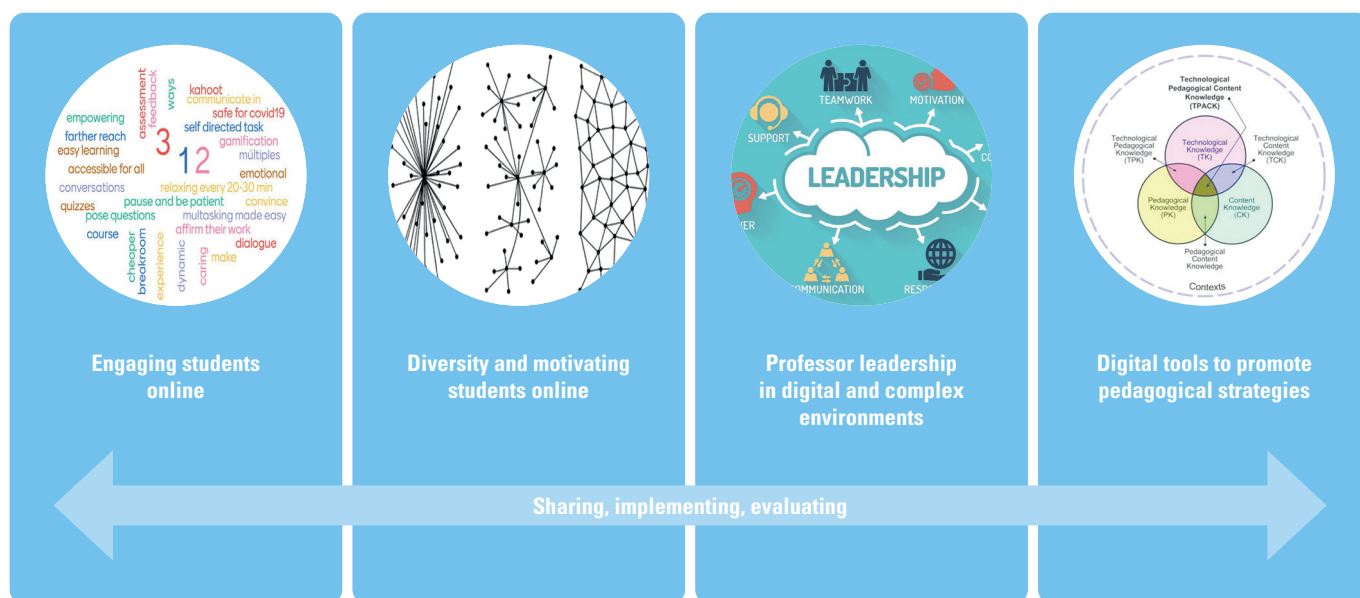 assessment
feedback
ways
kahoot
communicate in
empowering
safe for covid19
farther reach
3
self directed task
easy learning
gamification
1 2
múltiples
accessible for all
emotional
conversations
relaxing every 20-30 min
quizzes
pause and be patient
convince
pose questions
multasking made easy
course
affirm their work
dialogue
make
cheaper
breakroom
experience
dynamic
caring
Engaging students
online
Diversity and motivating
students online
TEAMWORK
MOTIVATION
SUPPORT
CO
LEADERSHIP
VER
OMMUNICATION
RESPO
Professor leadership
in digital and complex
environments
Technological
Pedagogical Content
Knowledge
(TPACK)
Technological
Pedagogical
Knowledge
(TPK)
Technological
Knowledge
(TK)
Technological
Content
Knowledge
(TCK)
Pedagogical
Knowledge
(PK)
Content
Knowledge
(CK)
Pedagogical
Content
Knowledge
Contexts
Digital tools to promote
pedagogical strategies
Sharing, implementing, evaluating